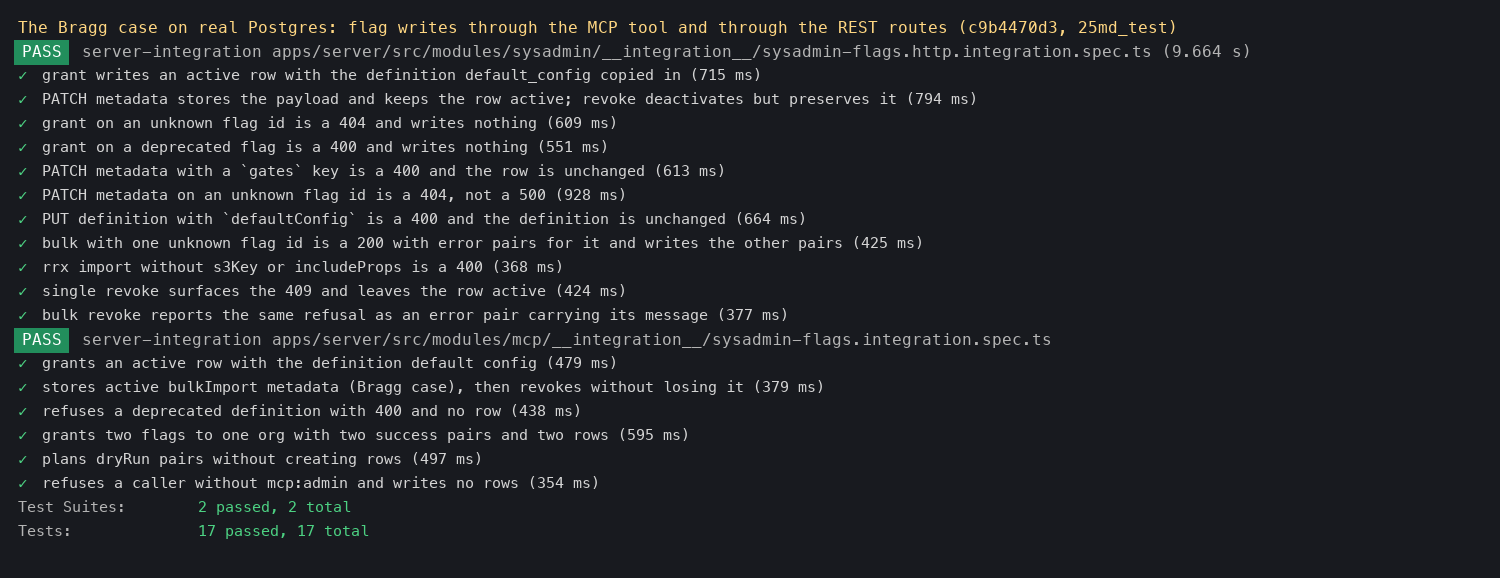 The Bragg case on real Postgres: flag writes through the MCP tool and through the REST routes (c9b4470d3, 25md_test)
PASS server-integration apps/server/src/modules/sysadmin/__integration__/sysadmin-flags.http.integration.spec.ts (9.664 s)
✓ grant writes an active row with the definition default_config copied in (715 ms)
✓ PATCH metadata stores the payload and keeps the row active; revoke deactivates but preserves it (794 ms)
✓ grant on an unknown flag id is a 404 and writes nothing (609 ms)
✓ grant on a deprecated flag is a 400 and writes nothing (551 ms)
✓ PATCH metadata with a `gates` key is a 400 and the row is unchanged (613 ms)
✓ PATCH metadata on an unknown flag id is a 404, not a 500 (928 ms)
✓ PUT definition with `defaultConfig` is a 400 and the definition is unchanged (664 ms)
✓ bulk with one unknown flag id is a 200 with error pairs for it and writes the other pairs (425 ms)
✓ rrx import without s3Key or includeProps is a 400 (368 ms)
✓ single revoke surfaces the 409 and leaves the row active (424 ms)
✓ bulk revoke reports the same refusal as an error pair carrying its message (377 ms)
PASS server-integration apps/server/src/modules/mcp/__integration__/sysadmin-flags.integration.spec.ts
✓ grants an active row with the definition default config (479 ms)
✓ stores active bulkImport metadata (Bragg case), then revokes without losing it (379 ms)
✓ refuses a deprecated definition with 400 and no row (438 ms)
✓ grants two flags to one org with two success pairs and two rows (595 ms)
✓ plans dryRun pairs without creating rows (497 ms)
✓ refuses a caller without mcp:admin and writes no rows (354 ms)
Test Suites: 2 passed, 2 total
Tests: 17 passed, 17 total